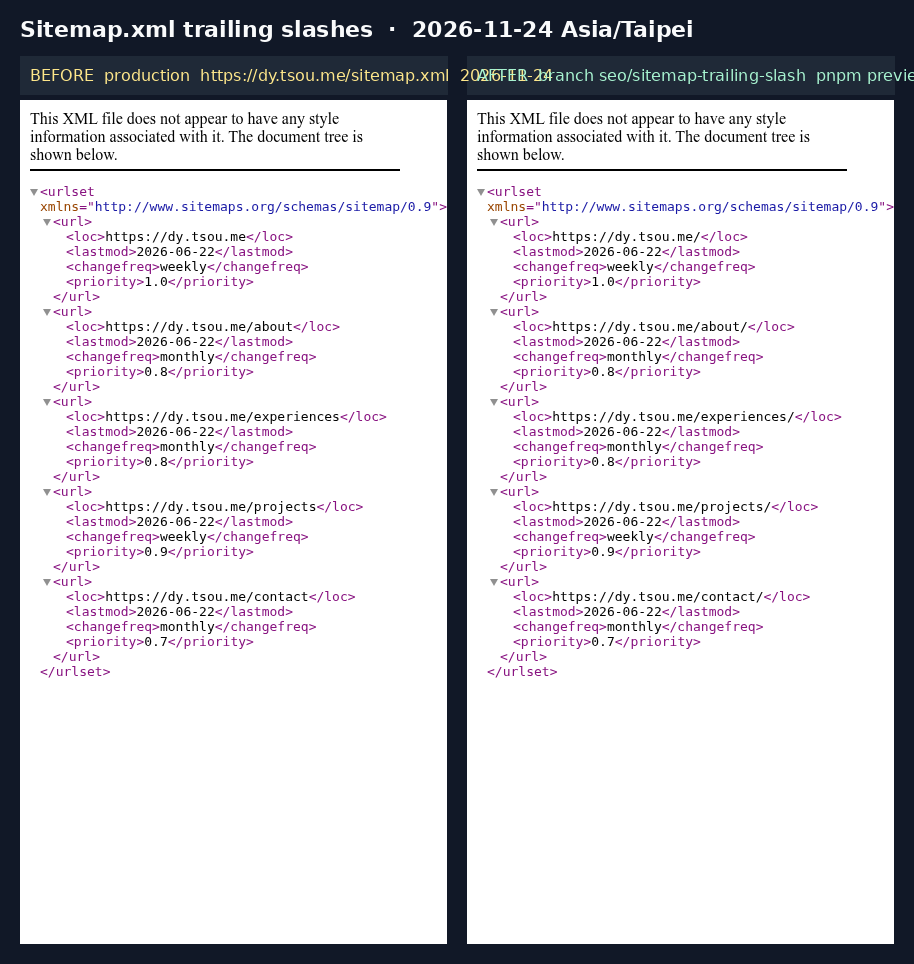 Sitemap.xml trailing slashes · 2026-11-24 Asia/Taipei
BEFORE production https://dy.tsou.me/sitemap.xml 2026-11-24
This XML file does not appear to have any style
information associated with it. The document tree is
shown below.
<urlset
xmlns="http://www.sitemaps.org/schemas/sitemap/0.9">
<url>
<loc>https://dy.tsou.me</loc>
<lastmod>2026-06-22</lastmod>
<changefreq>weekly</changefreq>
<priority>1.0</priority>
</url>
<url>
<loc>https://dy.tsou.me/about</loc>
<lastmod>2026-06-22</lastmod>
<changefreq>monthly</changefreq>
<priority>0.8</priority>
</url>
<url>
<loc>https://dy.tsou.me/experiences</loc>
<lastmod>2026-06-22</lastmod>
<changefreq>monthly</changefreq>
<priority>0.8</priority>
</url>
<url>
<loc>https://dy.tsou.me/projects</loc>
<lastmod>2026-06-22</lastmod>
<changefreq>weekly</changefreq>
<priority>0.9</priority>
</url>
<url>
<loc>https://dy.tsou.me/contact</loc>
<lastmod>2026-06-22</lastmod>
<changefreq>monthly</changefreq>
<priority>0.7</priority>
</url>
</urlset>
AFTER branch seo/sitemap-trailing-slash pnpm previe
This XML file does not appear to have any style
information associated with it. The document tree is
shown below.
<urlset
xmlns="http://www.sitemaps.org/schemas/sitemap/0.9">
<url>
<loc>https://dy.tsou.me/</loc>
<lastmod>2026-06-22</lastmod>
<changefreq>weekly</changefreq>
<priority>1.0</priority>
</url>
<url>
<loc>https://dy.tsou.me/about/</loc>
<lastmod>2026-06-22</lastmod>
<changefreq>monthly</changefreq>
<priority>0.8</priority>
</url>
<url>
<loc>https://dy.tsou.me/experiences/</loc>
<lastmod>2026-06-22</lastmod>
<changefreq>monthly</changefreq>
<priority>0.8</priority>
</url>
<url>
<loc>https://dy.tsou.me/projects/</loc>
<lastmod>2026-06-22</lastmod>
<changefreq>weekly</changefreq>
<priority>0.9</priority>
</url>
<url>
<loc>https://dy.tsou.me/contact/</loc>
<lastmod>2026-06-22</lastmod>
<changefreq>monthly</changefreq>
<priority>0.7</priority>
</url>
</urlset>